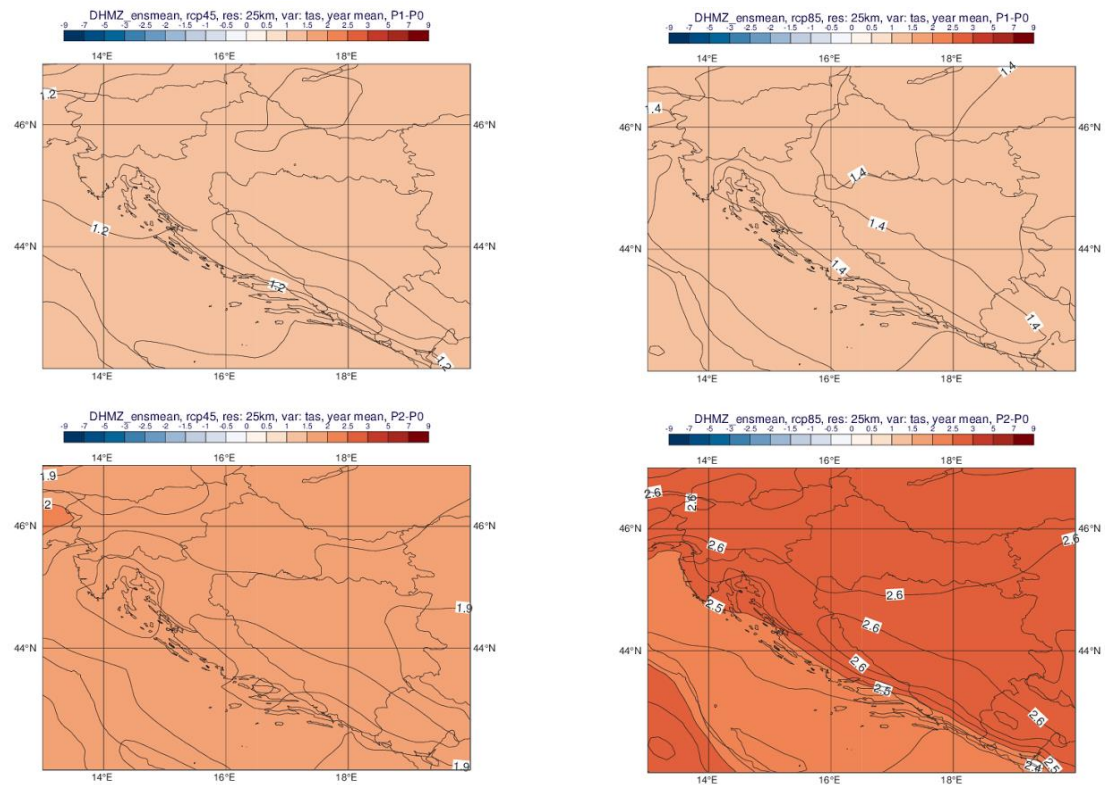 DHMZ_ensmean, rcp45, res: 25km, var: tas, year mean, P1-P0
-9 -7 -5 -3 -2.5 -2 -1.5 -1 -0.5 0 0.5 1 1.5 2 2.5 3 5 7 9
14°E 16°E 18°E
1.2
46°N
1.2
44°N
1.2
1.2
14°E 16°E 18°E
DHMZ_ensmean, rcp85, res: 25km, var: tas, year mean, P1-P0
-9 -7 -5 -3 -2.5 -2 -1.5 -1 -0.5 0 0.5 1 1.5 2 2.5 3 5 7 9
14°E 16°E 18°E
1.4
1.4
46°N 46°N
1.4
1.4
44°N 44°N
1.4
1.4
14°E 16°E 18°E
DHMZ_ensmean, rcp45, res: 25km, var: tas, year mean, P2-P0
-9 -7 -5 -3 -2.5 -2 -1.5 -1 -0.5 0 0.5 1 1.5 2 2.5 3 5 7 9
14°E 16°E 18°E
1.9
2
46°N
1.9
44°N
1.9
14°E 16°E 18°E
DHMZ_ensmean, rcp85, res: 25km, var: tas, year mean, P2-P0
-9 -7 -5 -3 -2.5 -2 -1.5 -1 -0.5 0 0.5 1 1.5 2 2.5 3 5 7 9
14°E 16°E 18°E
2.6 2.6
46°N 46°N
2.6 2.6
2.6
2.5
2.6
44°N 44°N
2.6
2.5
2.6
2.5
2.4
14°E 16°E 18°E